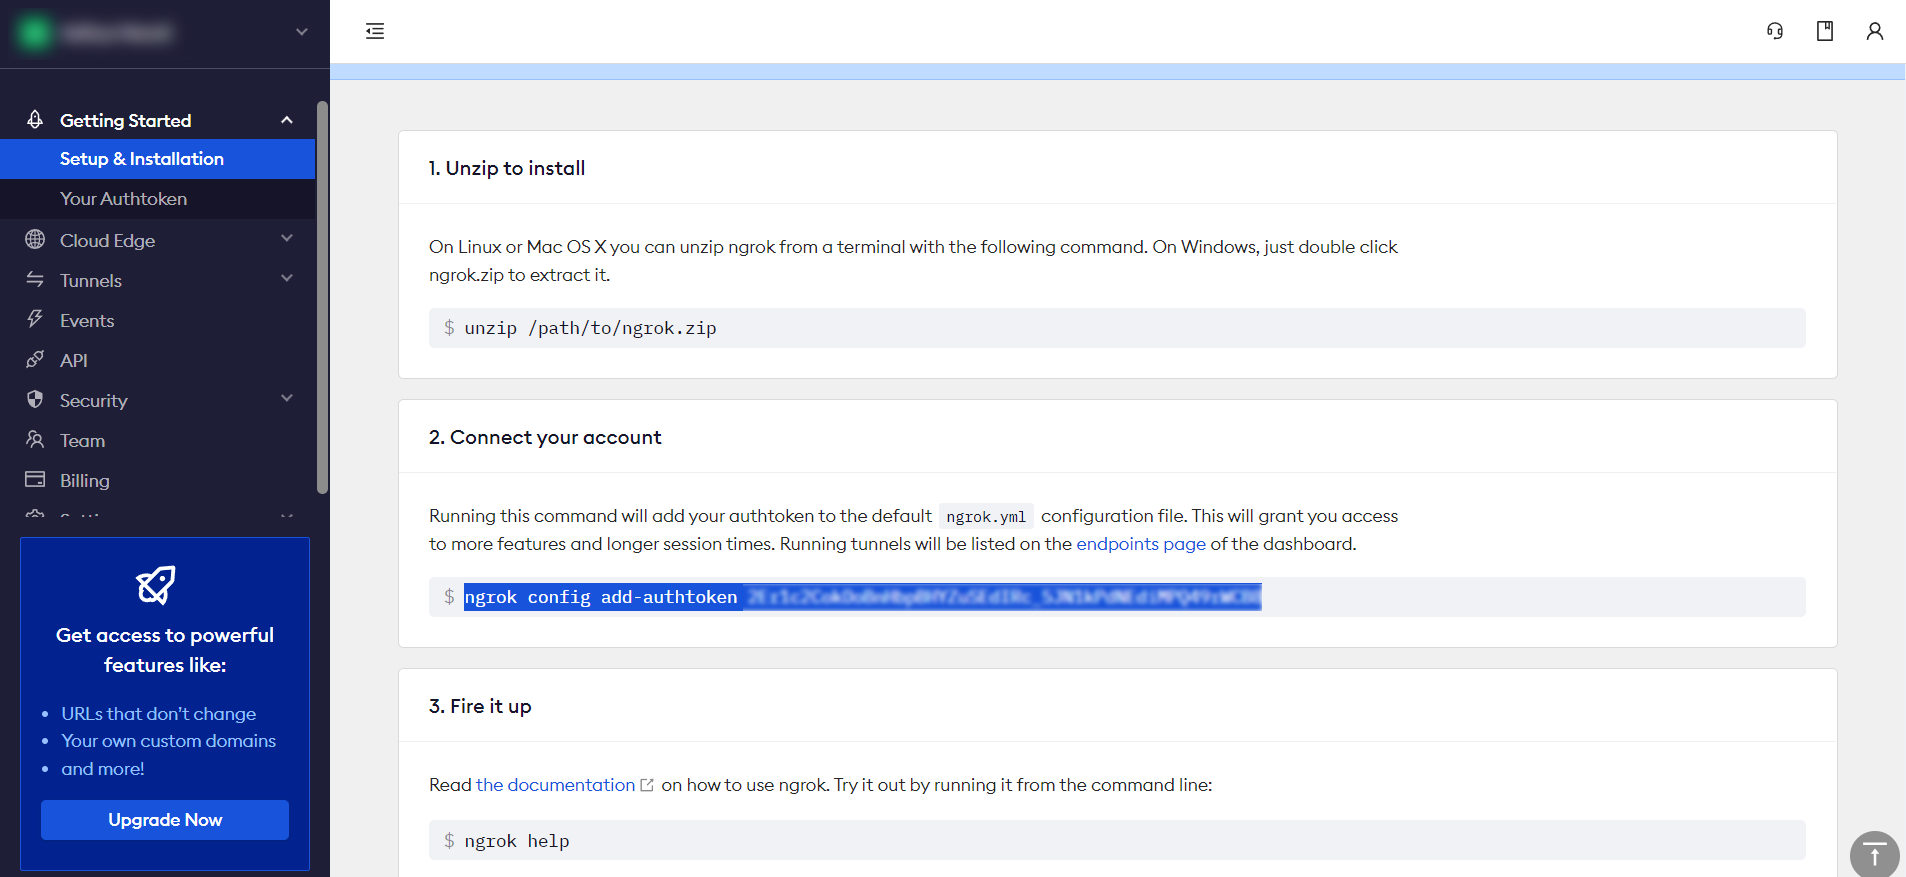 Getting Started
Setup & Installation
Your Authtoken
Cloud Edge
Tunnels
Events
API
Security
Team
Billing
Get access to powerful
features like:
• URLs that don't change
• Your own custom domains
• and more!
Upgrade Now
1. Unzip to install
On Linux or Mac OS X you can unzip ngrok from a terminal with the following command. On Windows, just double click
ngrok.zip to extract it.
$ unzip /path/to/ngrok.zip
2. Connect your account
Running this command will add your authtoken to the default ngrok.yml configuration file. This will grant you access
to more features and longer session times. Running tunnels will be listed on the endpoints page of the dashboard.
$ ngrok config add-authtoken
3. Fire it up
Read the documentation on how to use ngrok. Try it out by running it from the command line:
$ ngrok help